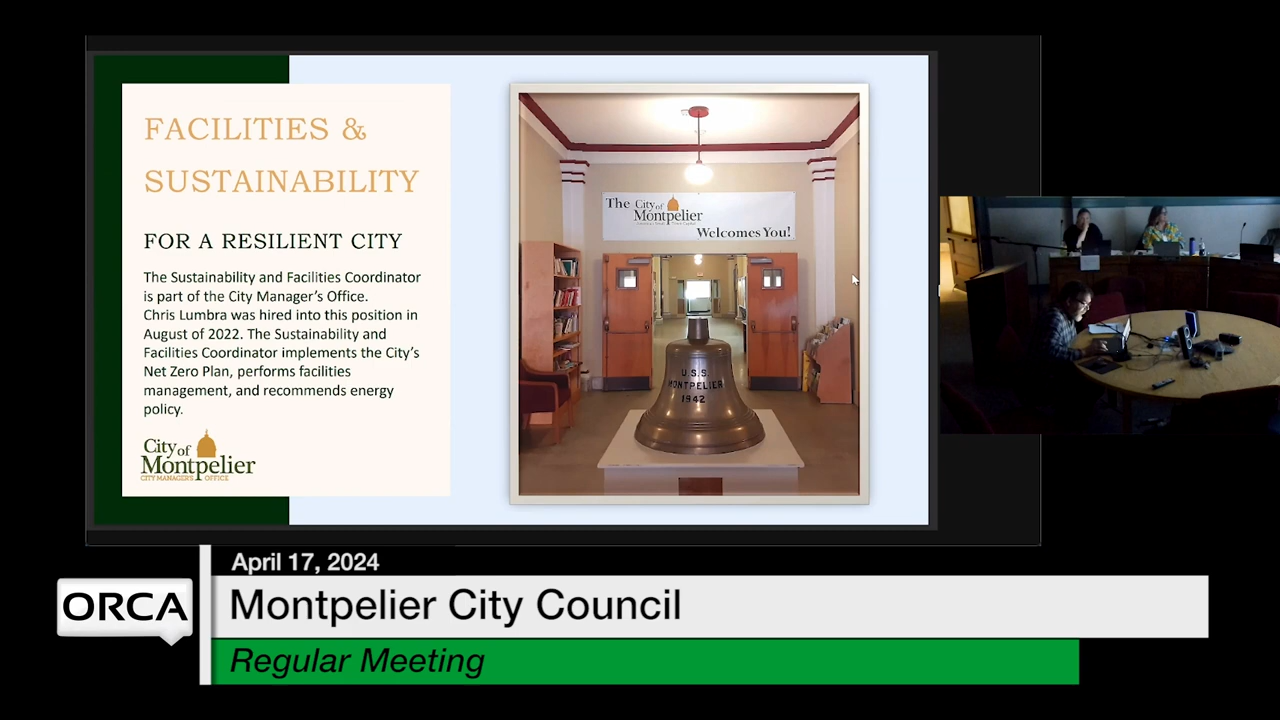 FACILITIES &
SUSTAINABILITY
FOR A RESILIENT CITY
The Sustainability and Facilities Coordinator
is part of the City Manager's Office.
Chris Lumbra was hired into this position in
August of 2022. The Sustainability and
Facilities Coordinator implements the City's
Net Zero Plan, performs facilities
management, and recommends energy
policy.
City of
Montpelier
CITY MANAGER'S OFFICE
The City of
Montpelier
Welcomes You!
U.S.S.
MONTPELIER
1942
April 17, 2024
ORCA
Montpelier City Council
Regular Meeting